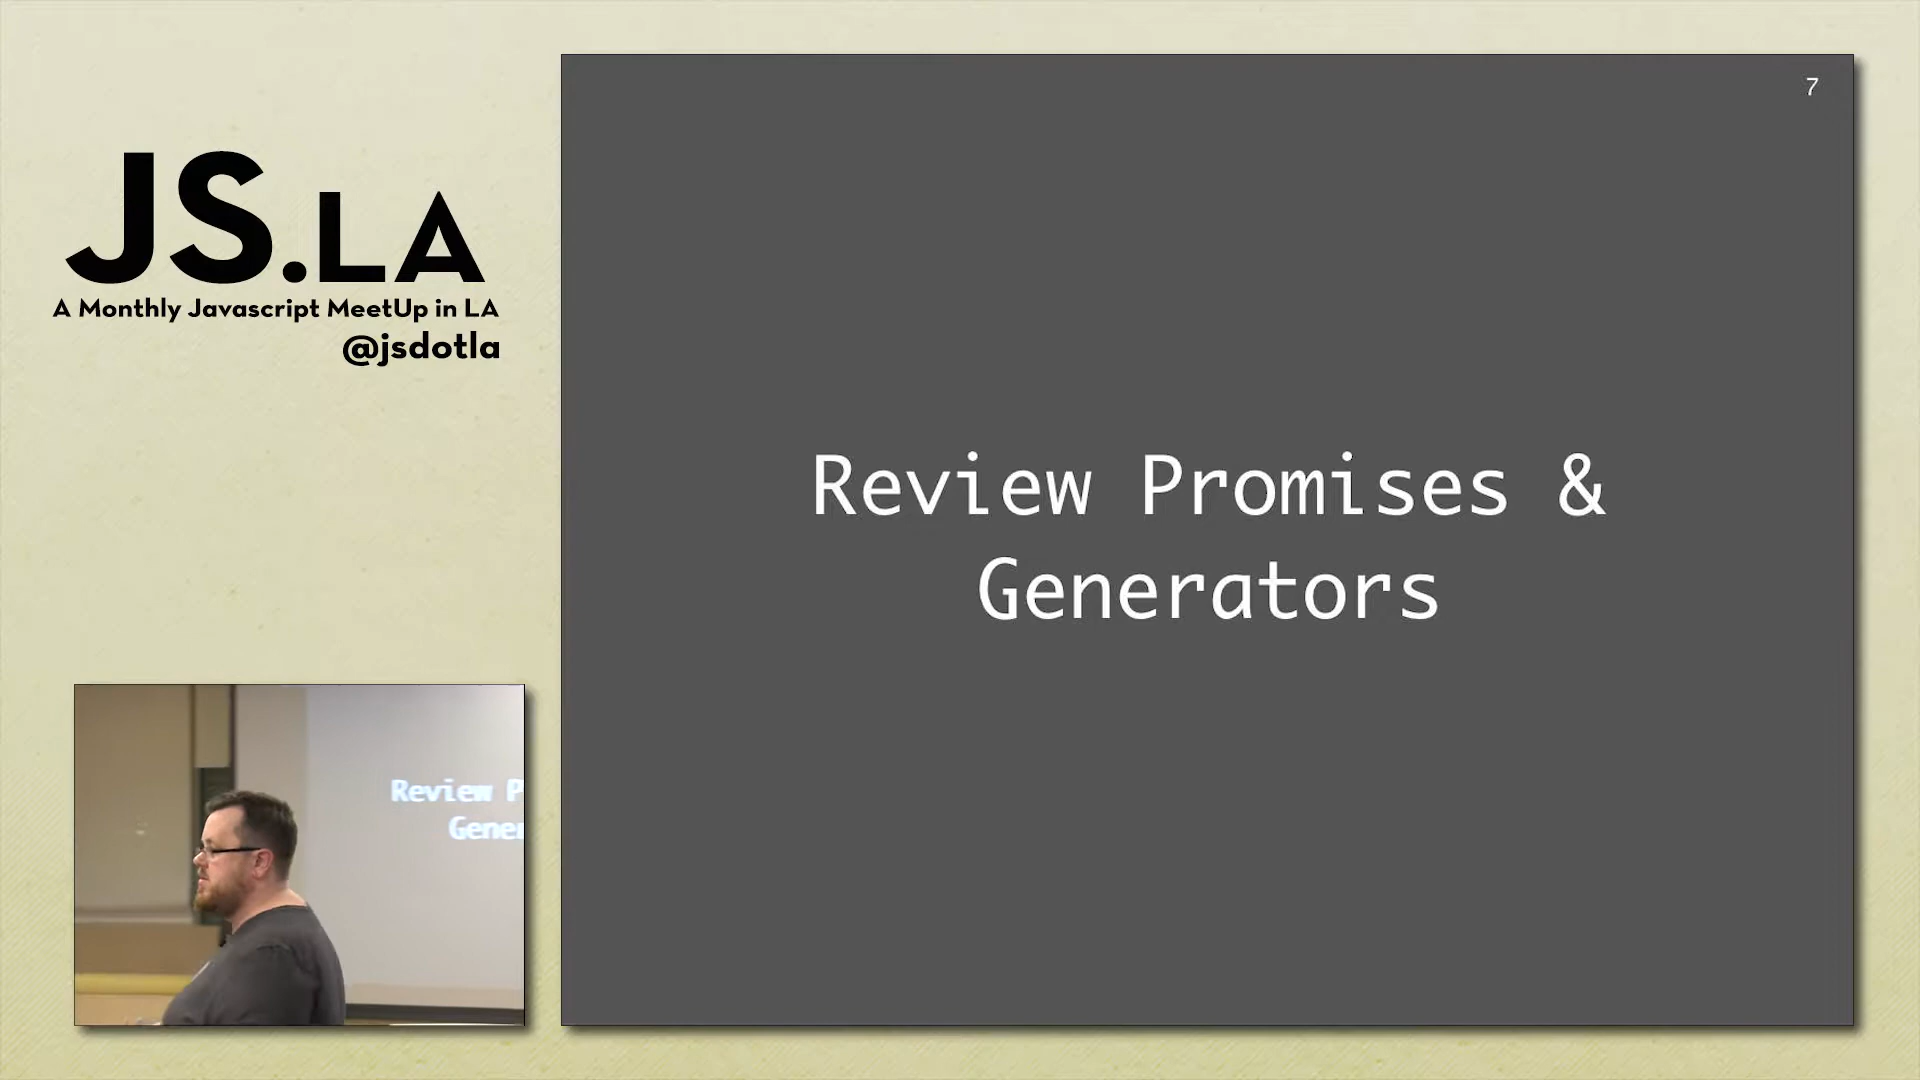 JS.LA
A Monthly Javascript MeetUp in LA
@jsdotla
7
Review Promises &
Generators
Review P
Gener